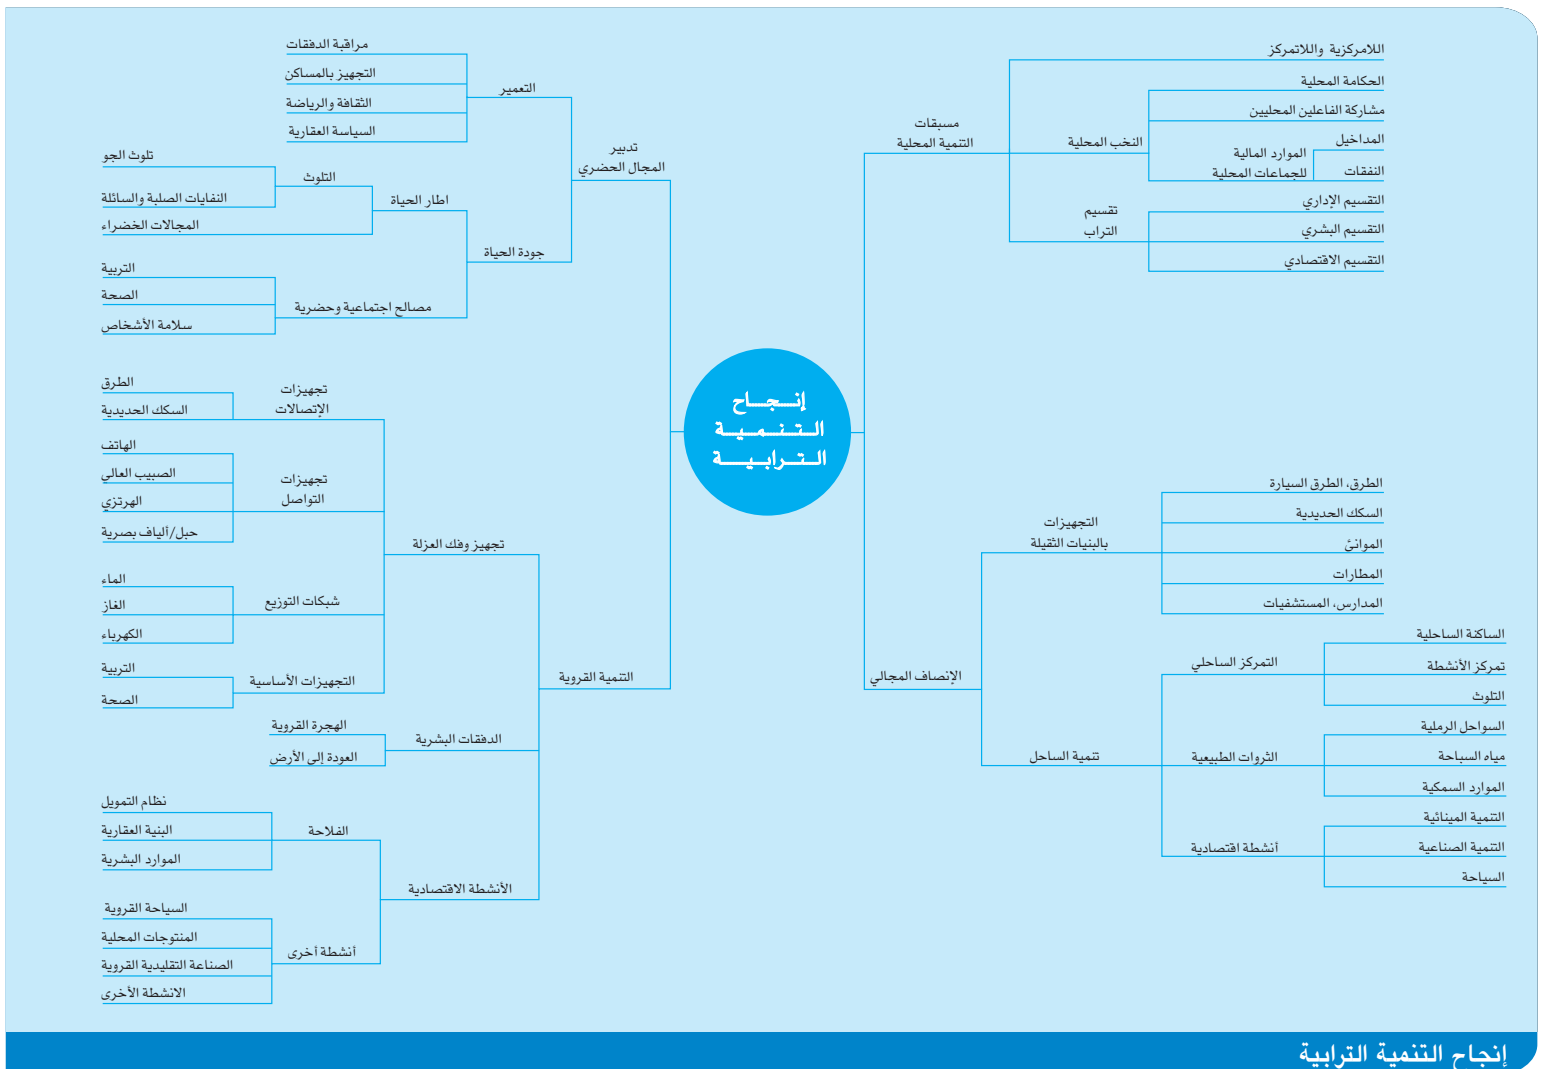 إنـجـاح
الـتـنـمـيـة
الـتـرابـيـة
اللامركزية واللاتمركز
مسبقات
التنمية المحلية
النخب المحلية
الحكامة المحلية
مشاركة الفاعلين المحليين
الموارد المالية
للجماعات المحلية
المداخيل
النفقات
تقسيم
التراب
التقسيم الإداري
التقسيم البشري
التقسيم الاقتصادي
الإنصاف المجالي
التجهيزات
بالبنيات الثقيلة
الطرق، الطرق السيارة
السكك الحديدية
الموانئ
المطارات
المدارس، المستشفيات
تنمية الساحل
التمركز الساحلي
الساكنة الساحلية
تمركز الأنشطة
التلوث
الثروات الطبيعية
السواحل الرملية
مياه السباحة
الموارد السمكية
أنشطة اقتصادية
التنمية المينائية
التنمية الصناعية
السياحة
تدبير
المجال الحضري
التعمير
مراقبة الدفقات
التجهيز بالمساكن
الثقافة والرياضة
السياسة العقارية
جودة الحياة
اطار الحياة
التلوث
تلوث الجو
النفايات الصلبة والسائلة
المجالات الخضراء
مصالح اجتماعية وحضرية
التربية
الصحة
سلامة الأشخاص
التنمية القروية
تجهيز وفك العزلة
تجهيزات
الإتصالات
الطرق
السكك الحديدية
تجهيزات
التواصل
الهاتف
الصبيب العالي
الهرتزي
حبل/ألياف بصرية
شبكات التوزيع
الماء
الغاز
الكهرباء
التجهيزات الأساسية
التربية
الصحة
الدفقات البشرية
الهجرة القروية
العودة إلى الأرض
الأنشطة الاقتصادية
الفلاحة
نظام التمويل
البنية العقارية
الموارد البشرية
أنشطة أخرى
السياحة القروية
المنتوجات المحلية
الصناعة التقليدية القروية
الانشطة الأخرى
إنجاح التنمية الترابية